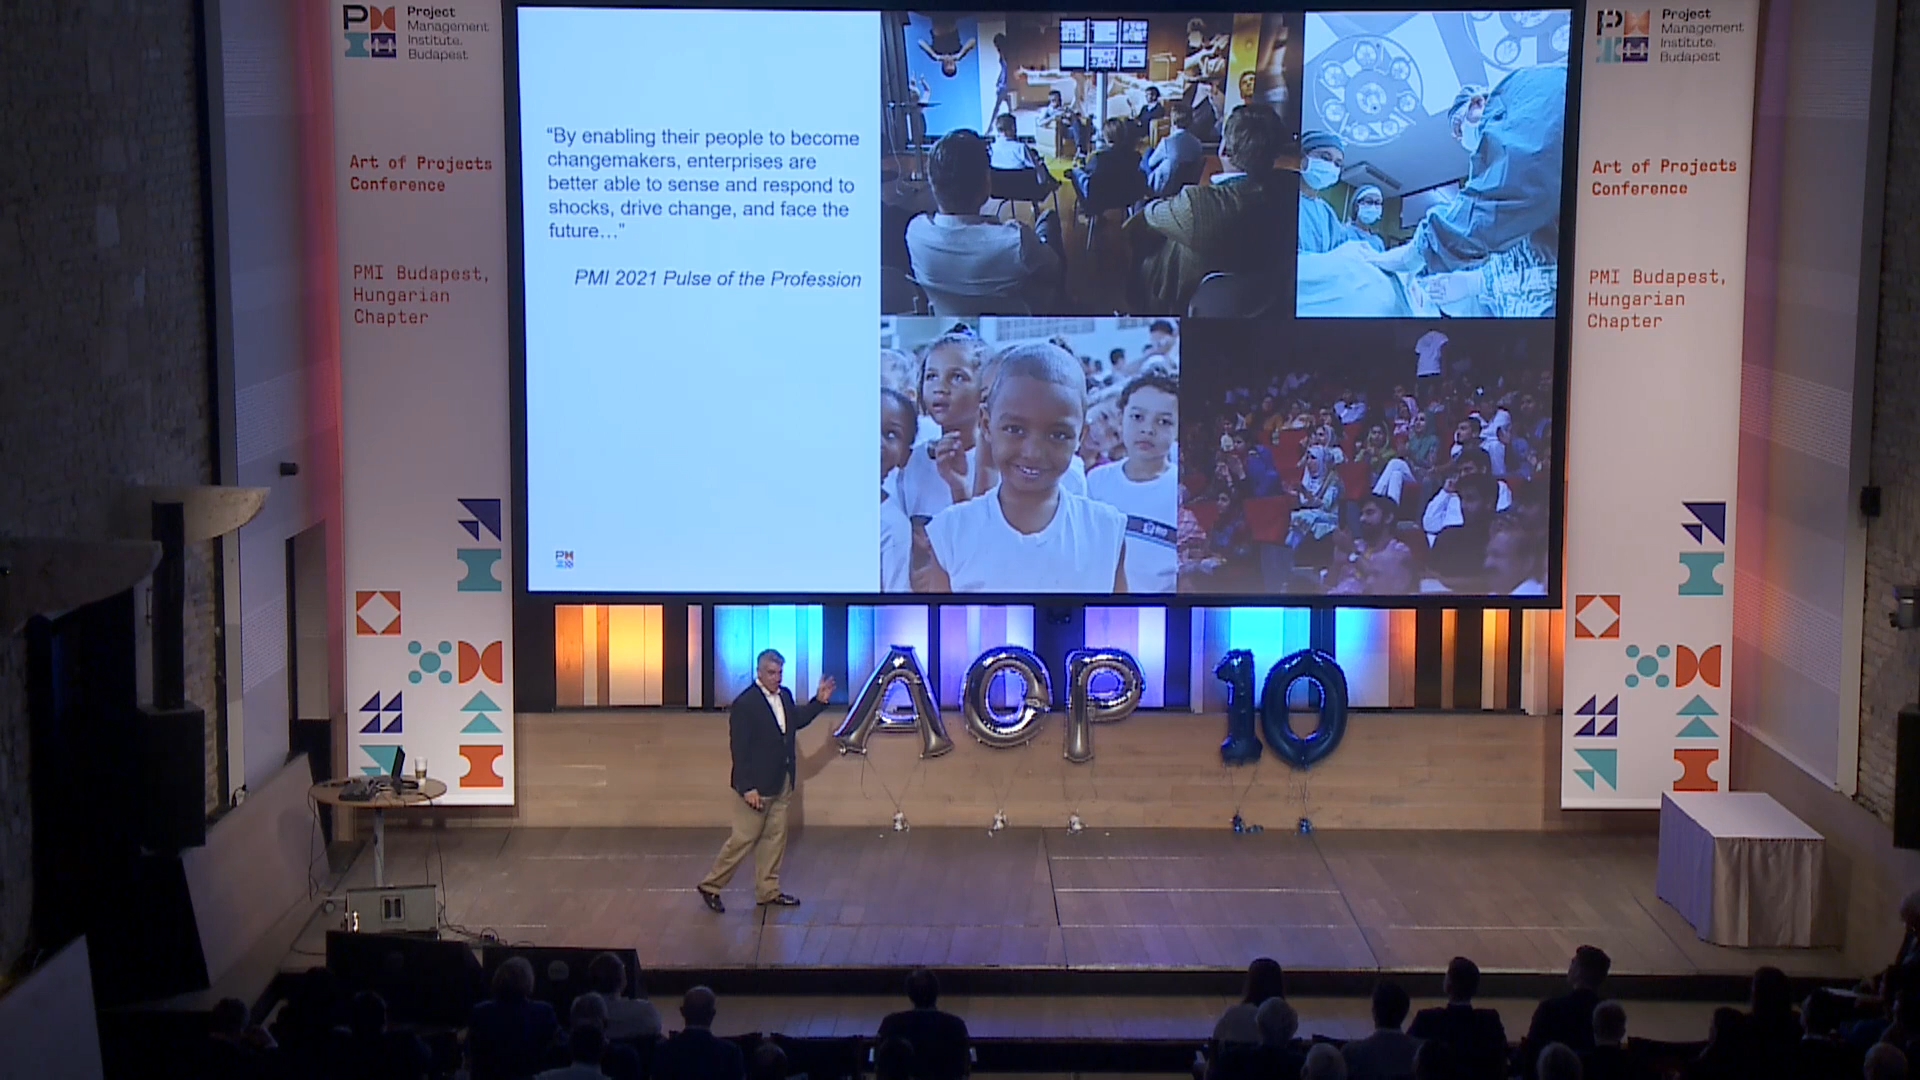 Project
Management
Institute.
Budapest
Art of Projects
Conference
PMI Budapest,
Hungarian
Chapter
“By enabling their people to become
changemakers, enterprises are
better able to sense and respond to
shocks, drive change, and face the
future…”
PMI 2021 Pulse of the Profession
AOP 10
Project
Management
Institute.
Budapest
Art of Projects
Conference
PMI Budapest,
Hungarian
Chapter